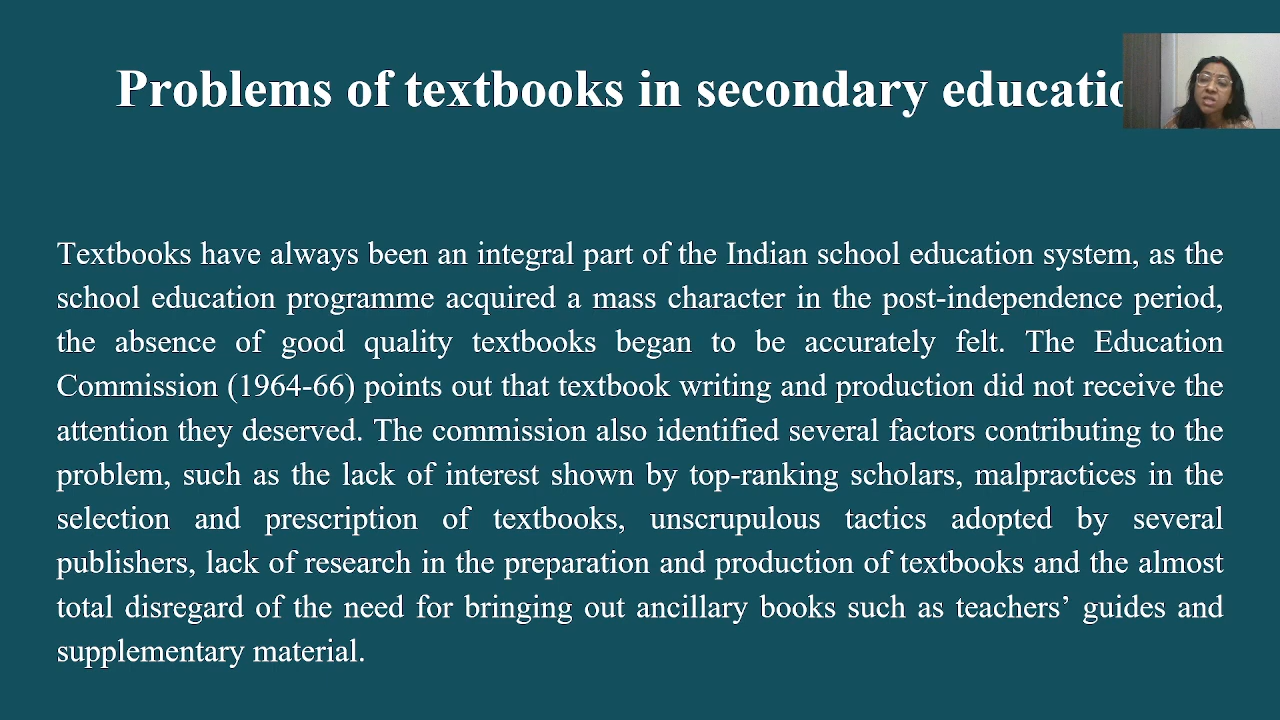 Problems of textbooks in secondary educatio
Textbooks have always been an integral part of the Indian school education system, as the
school education programme acquired a mass character in the post-independence period,
the absence of good quality textbooks began to be accurately felt. The Education
Commission (1964-66) points out that textbook writing and production did not receive the
attention they deserved. The commission also identified several factors contributing to the
problem, such as the lack of interest shown by top-ranking scholars, malpractices in the
selection and prescription of textbooks, unscrupulous tactics adopted by several
publishers, lack of research in the preparation and production of textbooks and the almost
total disregard of the need for bringing out ancillary books such as teachers’ guides and
supplementary material.